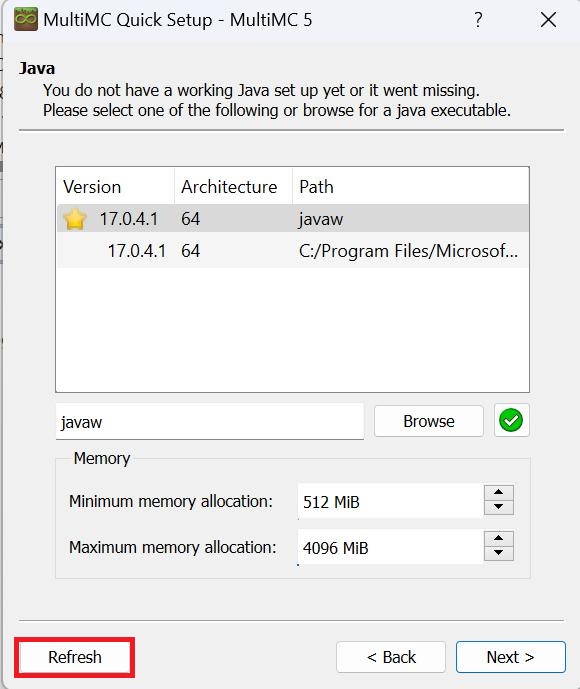 MultiMC Quick Setup - MultiMC 5 ?
Java
You do not have a working Java set up yet or it went missing.
Please select one of the following or browse for a java executable.
Version Architecture Path
17.0.4.1 64 javaw
17.0.4.1 64 C:/Program Files/Microsof...
javaw Browse
Memory
Minimum memory allocation: 512 MiB
Maximum memory allocation: 4096 MiB
Refresh < Back Next >